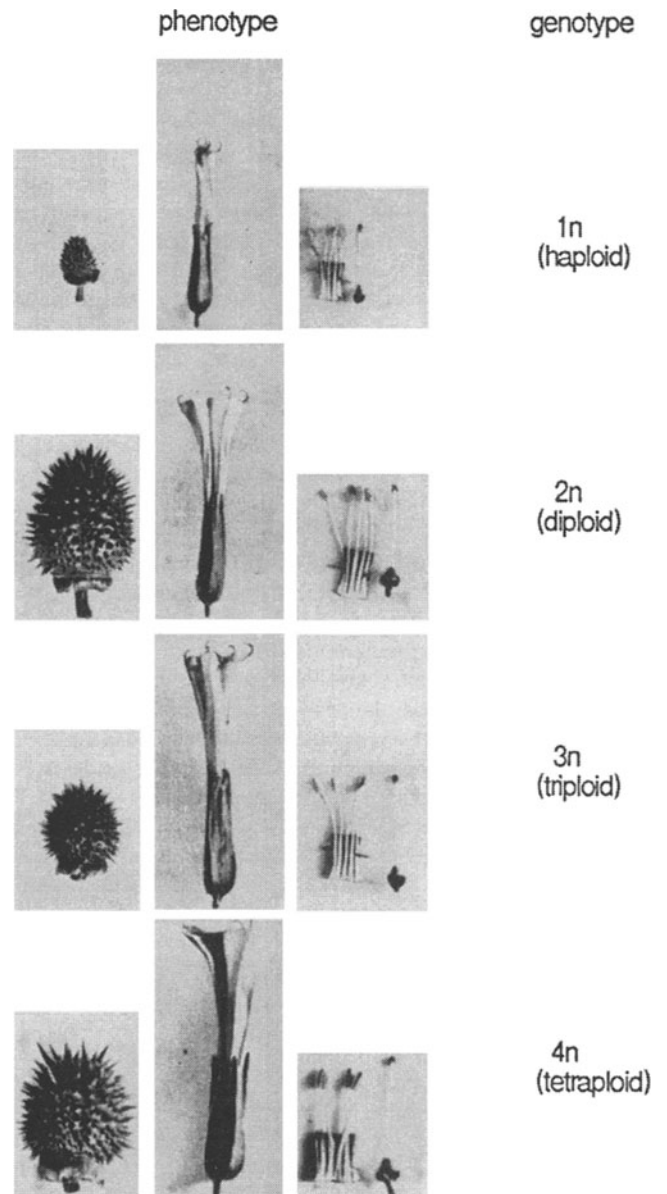 phenotype genotype
1n
(haploid)
2n
(diploid)
3n
(triploid)
4n
(tetraploid)